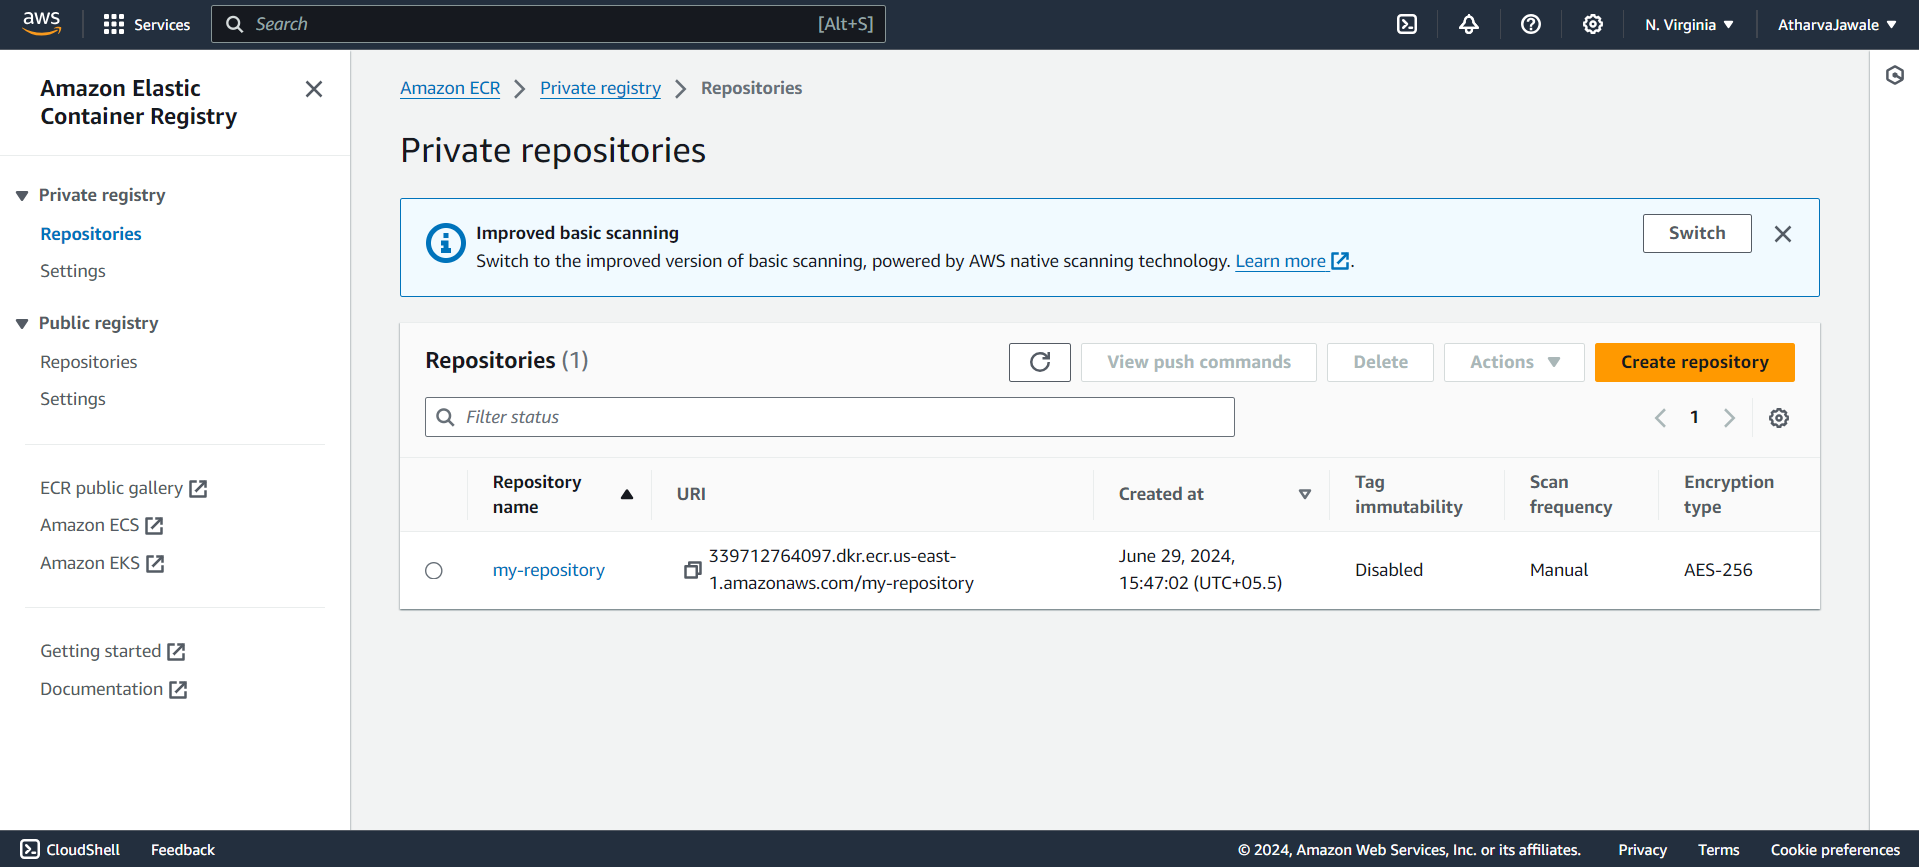 aws
Services
Search
[Alt+S]
N. Virginia
AtharvaJawale
Amazon Elastic
Container Registry
Private registry
Repositories
Settings
Public registry
Repositories
Settings
ECR public gallery
Amazon ECS
Amazon EKS
Getting started
Documentation
Amazon ECR
Private registry
Repositories
Private repositories
Improved basic scanning
Switch to the improved version of basic scanning, powered by AWS native scanning technology. Learn more.
Switch
Repositories (1)
View push commands
Delete
Actions
Create repository
Filter status
1
Repository
name
URI
Created at
Tag
immutability
Scan
frequency
Encryption
type
my-repository
339712764097.dkr.ecr.us-east-
1.amazonaws.com/my-repository
June 29, 2024,
15:47:02 (UTC+05.5)
Disabled
Manual
AES-256
CloudShell
Feedback
© 2024, Amazon Web Services, Inc. or its affiliates.
Privacy
Terms
Cookie preferences